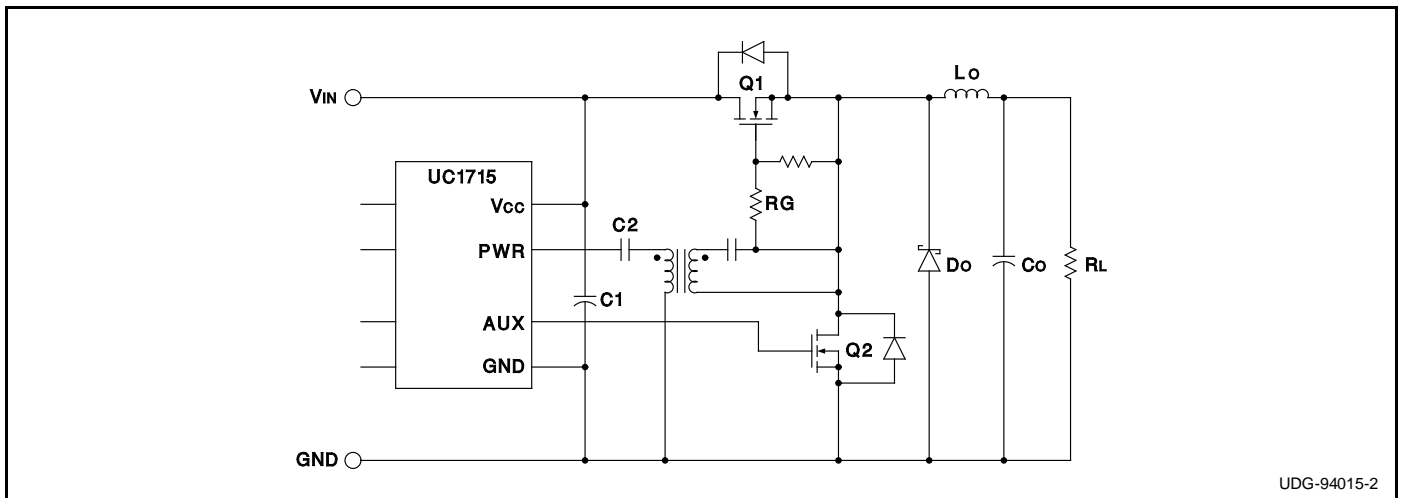 Q1
LO
VIN
UC1715
VCC
RG
C2
PWR
DO
CO
RL
C1
AUX
Q2
GND
GND
UDG-94015-2